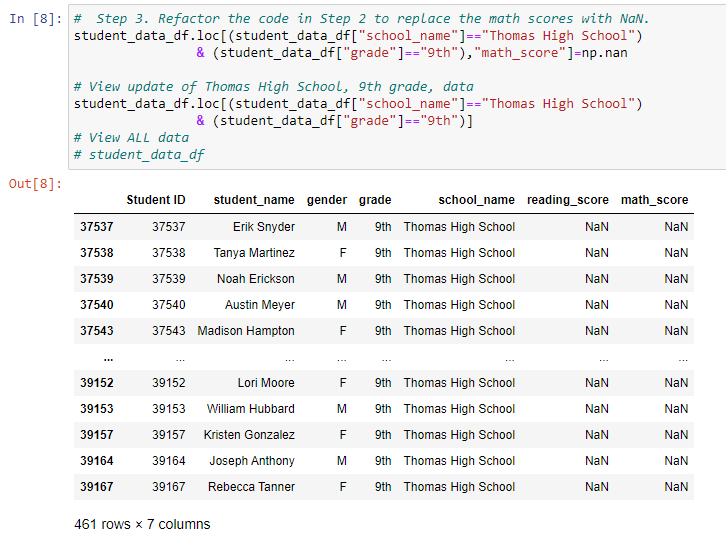 In [8]: #  Step 3. Refactor the code in Step 2 to replace the math scores with NaN.
student_data_df.loc[(student_data_df["school_name"]=="Thomas High School")
& (student_data_df["grade"]=="9th"),"math_score"]=np.nan
# View update of Thomas High School, 9th grade, data
student_data_df.loc[(student_data_df["school_name"]=="Thomas High School")
& (student_data_df["grade"]=="9th")]
# View ALL data
# student_data_df
Out[8]:
Student ID student_name gender grade school_name reading_score math_score
37537 37537 Erik Snyder M 9th Thomas High School NaN NaN
37538 37538 Tanya Martinez F 9th Thomas High School NaN NaN
37539 37539 Noah Erickson M 9th Thomas High School NaN NaN
37540 37540 Austin Meyer M 9th Thomas High School NaN NaN
37543 37543 Madison Hampton F 9th Thomas High School NaN NaN
... ... ... ... ... ... ... ...
39152 39152 Lori Moore F 9th Thomas High School NaN NaN
39153 39153 William Hubbard M 9th Thomas High School NaN NaN
39157 39157 Kristen Gonzalez F 9th Thomas High School NaN NaN
39164 39164 Joseph Anthony M 9th Thomas High School NaN NaN
39167 39167 Rebecca Tanner F 9th Thomas High School NaN NaN
461 rows × 7 columns